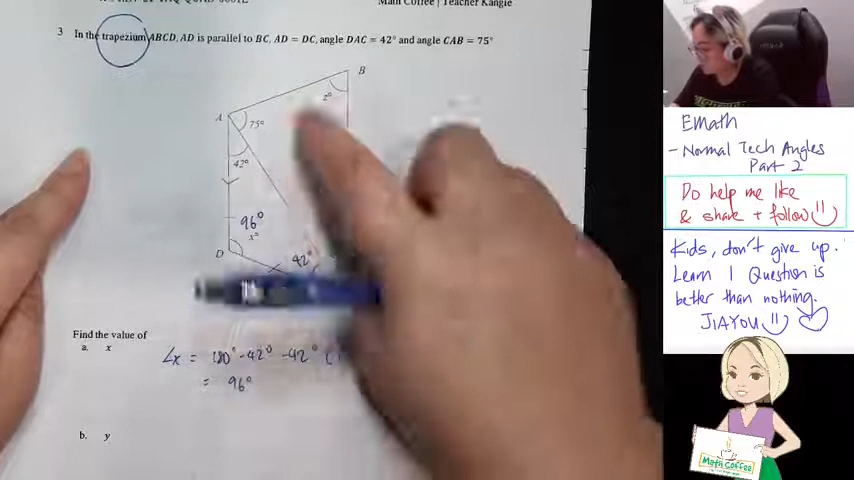 Math Coffee | Teacher Kangie
3 In the trapezium ABCD, AD is parallel to BC, AD = DC, angle DAC = 42° and angle CAB = 75°
B
z°
A
75°
42°
96°
x°
D
42°
Find the value of
a. x
∠x = 180° - 42° - 42°
= 96°
b. y
EMath
- Normal Tech Angles
Part 2
Do help me like
& share + follow
Kids, don't give up.
Learn 1 Question is
better than nothing.
JIAYOU
Math Coffee